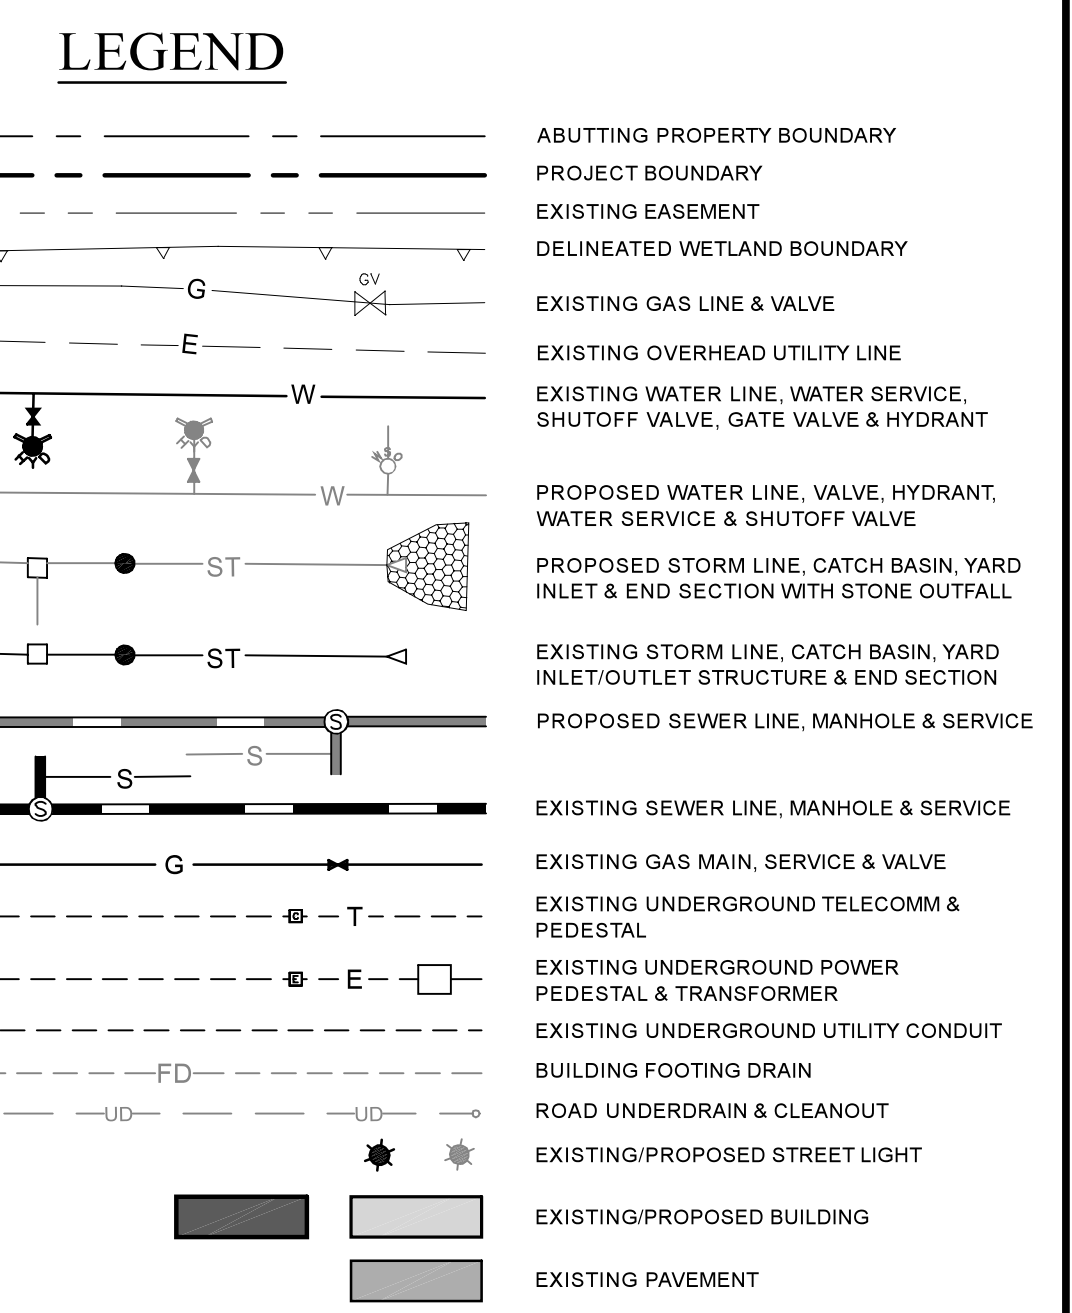 LEGEND
ABUTTING PROPERTY BOUNDARY
PROJECT BOUNDARY
EXISTING EASEMENT
DELINEATED WETLAND BOUNDARY
GV
G
EXISTING GAS LINE & VALVE
E
EXISTING OVERHEAD UTILITY LINE
W
EXISTING WATER LINE, WATER SERVICE,
SHUTOFF VALVE, GATE VALVE & HYDRANT
HYD
HYD
WSO
W
PROPOSED WATER LINE, VALVE, HYDRANT,
WATER SERVICE & SHUTOFF VALVE
ST
PROPOSED STORM LINE, CATCH BASIN, YARD
INLET & END SECTION WITH STONE OUTFALL
ST
EXISTING STORM LINE, CATCH BASIN, YARD
INLET/OUTLET STRUCTURE & END SECTION
S
PROPOSED SEWER LINE, MANHOLE & SERVICE
S
S
S
EXISTING SEWER LINE, MANHOLE & SERVICE
G
EXISTING GAS MAIN, SERVICE & VALVE
C T
EXISTING UNDERGROUND TELECOMM &
PEDESTAL
E E
EXISTING UNDERGROUND POWER
PEDESTAL & TRANSFORMER
EXISTING UNDERGROUND UTILITY CONDUIT
FD
BUILDING FOOTING DRAIN
UD UD
ROAD UNDERDRAIN & CLEANOUT
EXISTING/PROPOSED STREET LIGHT
EXISTING/PROPOSED BUILDING
EXISTING PAVEMENT